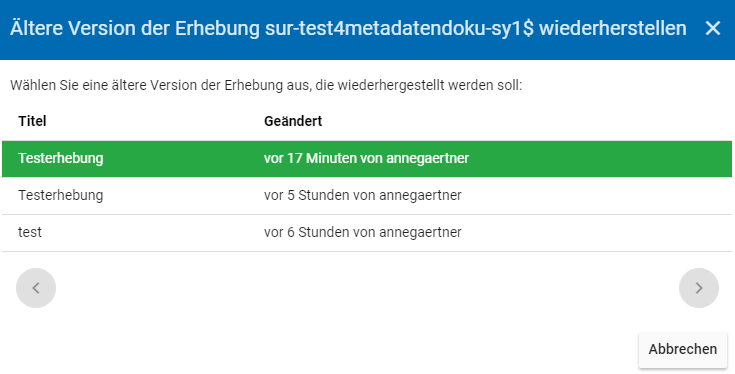 Ältere Version der Erhebung sur-test4metadatendoku-sy1$ wiederherstellen
Wählen Sie eine ältere Version der Erhebung aus, die wiederhergestellt werden soll:
Titel Geändert
Testerhebung vor 17 Minuten von annegaertner
Testerhebung vor 5 Stunden von annegaertner
test vor 6 Stunden von annegaertner
Abbrechen